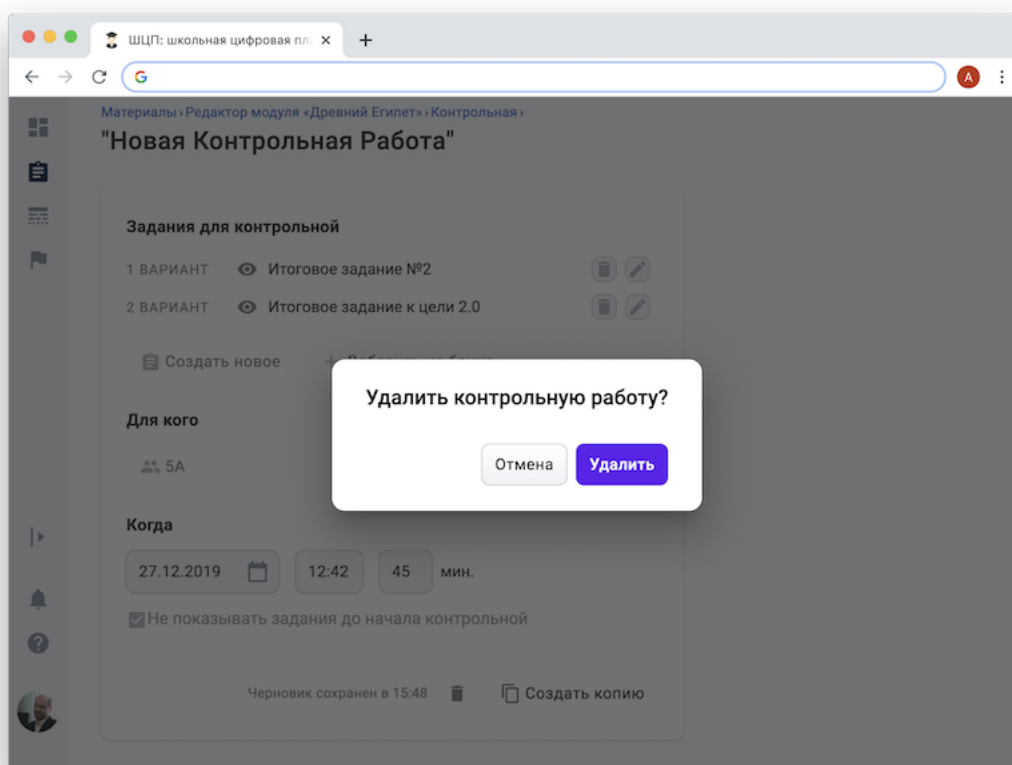 ШЦП: школьная цифровая пл
A
Материалы › Редактор модуля «Древний Египет» › Контрольная ›
"Новая Контрольная Работа"
Задания для контрольной
1 ВАРИАНТ Итоговое задание №2
2 ВАРИАНТ Итоговое задание к цели 2.0
Создать новое
Удалить контрольную работу?
Отмена Удалить
Для кого
5А
Когда
27.12.2019 12:42 45 мин.
Не показывать задания до начала контрольной
Черновик сохранен в 15:48 Создать копию